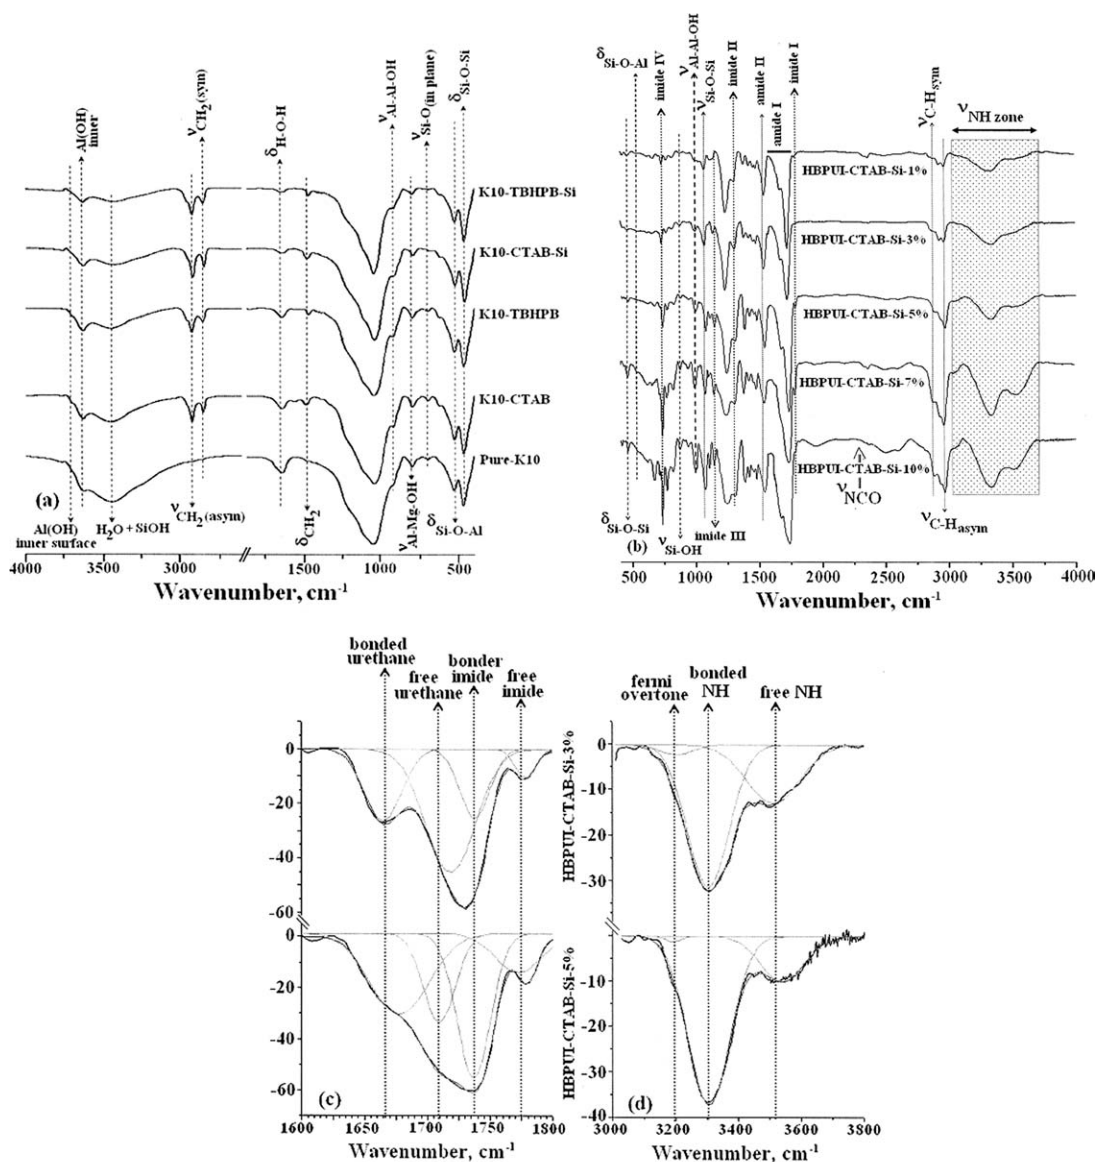 Al(OH)
inner
νCH2(sym)
δH-O-H
νAl-Al-OH
νSi-O(in plane)
δSi-O-Si
K10-TBHPB-Si
K10-CTAB-Si
K10-TBHPB
K10-CTAB
Pure-K10
(a)
Al(OH)
inner surface
H2O + SiOH
νCH2(asym)
δCH2
νAl-Mg-OH
δSi-O-Al
4000 3500 3000 1500 1000 500
Wavenumber, cm-1
δSi-O-Al
imide IV
νAl-Al-OH
νSi-O-Si
imide II
amide II
amide I
imide I
νC-Hsym
νNH zone
HBPUI-CTAB-Si-1%
HBPUI-CTAB-Si-3%
HBPUI-CTAB-Si-5%
HBPUI-CTAB-Si-7%
HBPUI-CTAB-Si-10%
νNCO
δSi-O-Si
(b)
νSi-OH
imide III
νC-Hasym
500 1000 1500 2000 2500 3000 3500 4000
Wavenumber, cm-1
bonded
urethane
free
urethane
bonder
imide
free
imide
0
-20
-40
-60
0
-20
-40
-60
(c)
1600 1650 1700 1750 1800
Wavenumber, cm-1
fermi
overtone
bonded
NH
free NH
HBPUI-CTAB-Si-3%
0
-10
-20
-30
HBPUI-CTAB-Si-5%
0
-10
-20
-30
-40
(d)
3000 3200 3400 3600 3800
Wavenumber, cm-1